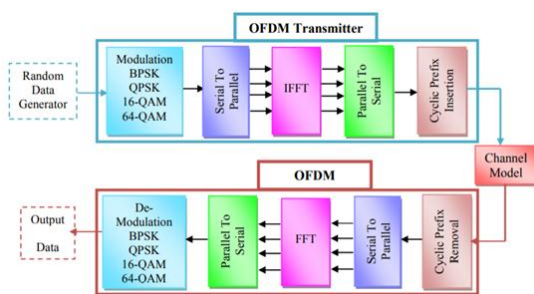 OFDM Transmitter
Random
Data
Generator
Modulation
BPSK
QPSK
16-QAM
64-QAM
Serial To
Parallel
IFFT
Parallel To
Serial
Cyclic Prefix
Insertion
Channel
Model
OFDM
Output
Data
De-
Modulation
BPSK
QPSK
16-QAM
64-QAM
Parallel To
Serial
FFT
Serial To
Parallel
Cyclic Prefix
Removal